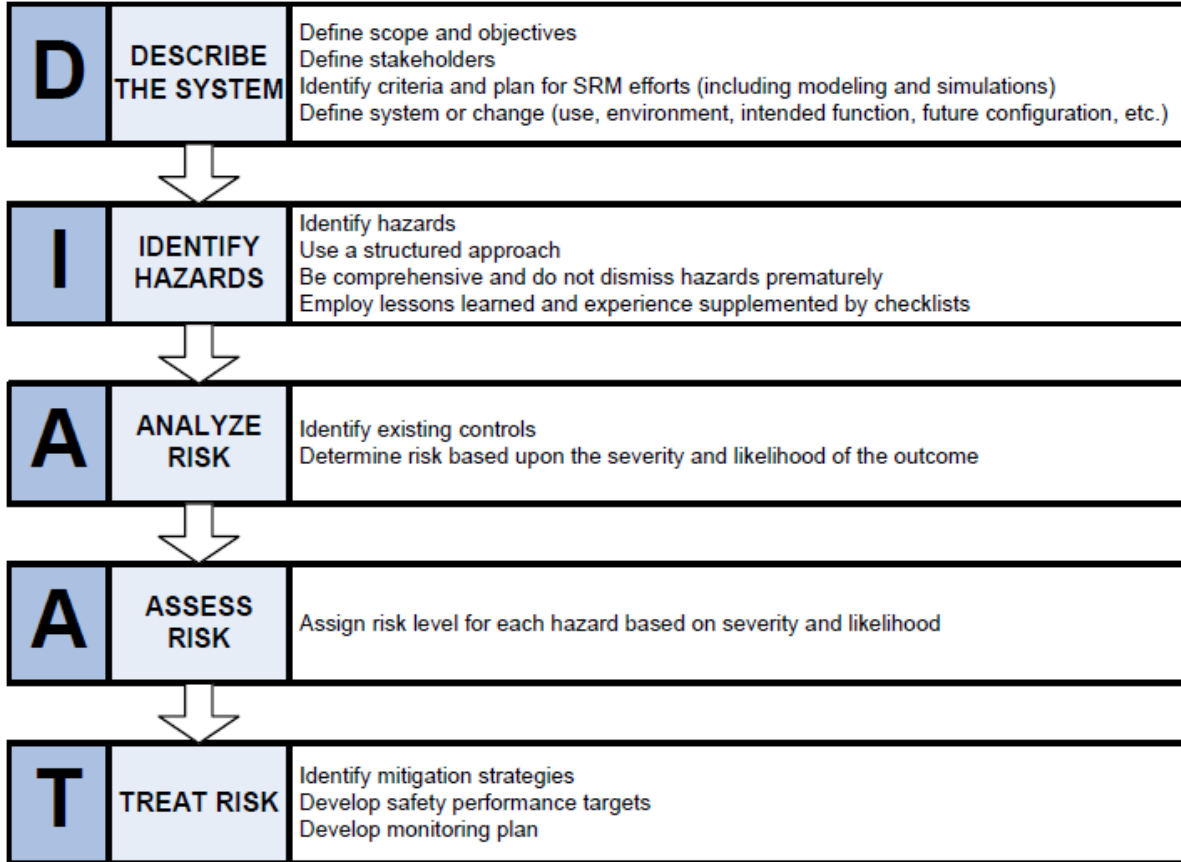 D
DESCRIBE
THE SYSTEM
Define scope and objectives
Define stakeholders
Identify criteria and plan for SRM efforts (including modeling and simulations)
Define system or change (use, environment, intended function, future configuration, etc.)
I
IDENTIFY
HAZARDS
Identify hazards
Use a structured approach
Be comprehensive and do not dismiss hazards prematurely
Employ lessons learned and experience supplemented by checklists
A
ANALYZE
RISK
Identify existing controls
Determine risk based upon the severity and likelihood of the outcome
A
ASSESS
RISK
Assign risk level for each hazard based on severity and likelihood
T
TREAT RISK
Identify mitigation strategies
Develop safety performance targets
Develop monitoring plan